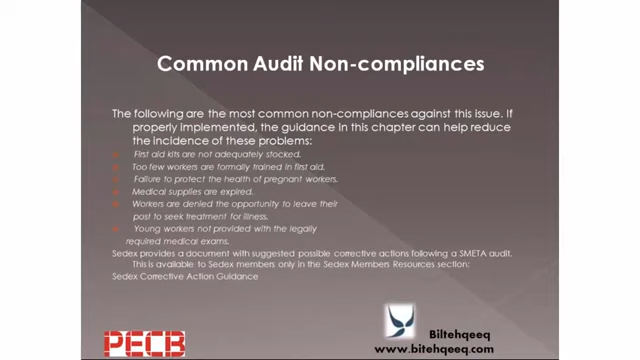 Common Audit Non-compliances
The following are the most common non-compliances against this issue. If
properly implemented, the guidance in this chapter can help reduce
the incidence of these problems:
First aid kits are not adequately stocked.
Too few workers are formally trained in first aid.
Failure to protect the health of pregnant workers.
Medical supplies are expired.
Workers are denied the opportunity to leave their
post to seek treatment for illness.
Young workers not provided with the legally
required medical exams.
Sedex provides a document with suggested possible corrective actions following a SMETA audit.
This is available to Sedex members only in the Sedex Members Resources section:
Sedex Corrective Action Guidance
PECB
Biltehqeeq
www.bitehqeeq.com